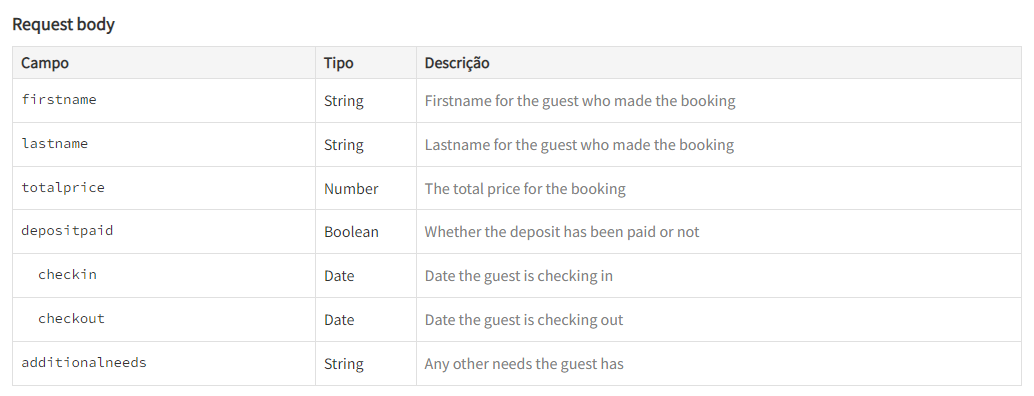 Request body
Campo Tipo Descrição
firstname String Firstname for the guest who made the booking
lastname String Lastname for the guest who made the booking
totalprice Number The total price for the booking
depositpaid Boolean Whether the deposit has been paid or not
checkin Date Date the guest is checking in
checkout Date Date the guest is checking out
additionalneeds String Any other needs the guest has